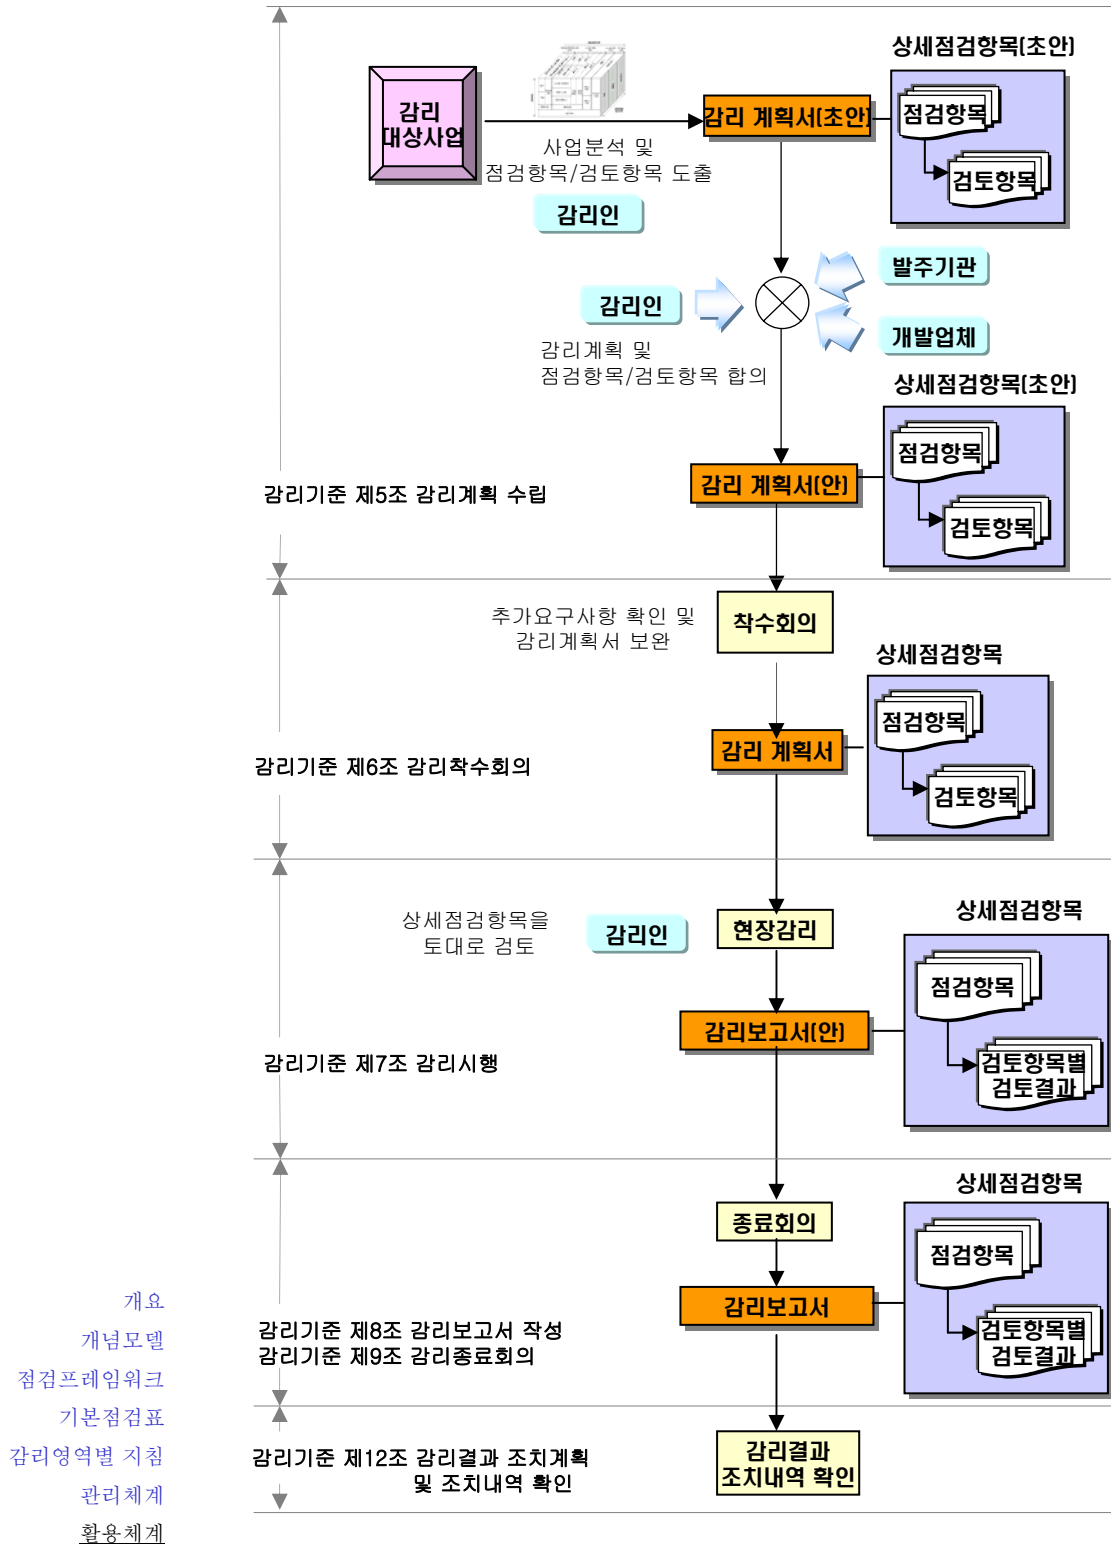 상세점검항목(초안)
감리
대상사업
감리 계획서(초안)
점검항목
검토항목
사업분석 및
점검항목/검토항목 도출
감리인
발주기관
감리인
개발업체
감리계획 및
점검항목/검토항목 합의
상세점검항목(초안)
점검항목
감리 계획서(안)
검토항목
감리기준 제5조 감리계획 수립
추가요구사항 확인 및
감리계획서 보완
착수회의
상세점검항목
점검항목
감리 계획서
검토항목
감리기준 제6조 감리착수회의
상세점검항목을
토대로 검토
감리인
현장감리
상세점검항목
점검항목
감리보고서(안)
검토항목별
검토결과
감리기준 제7조 감리시행
상세점검항목
종료회의
점검항목
감리보고서
검토항목별
검토결과
감리기준 제8조 감리보고서 작성
감리기준 제9조 감리종료회의
감리기준 제12조 감리결과 조치계획
및 조치내역 확인
감리결과
조치내역 확인
개요
개념모델
점검프레임워크
기본점검표
감리영역별 지침
관리체계
활용체계